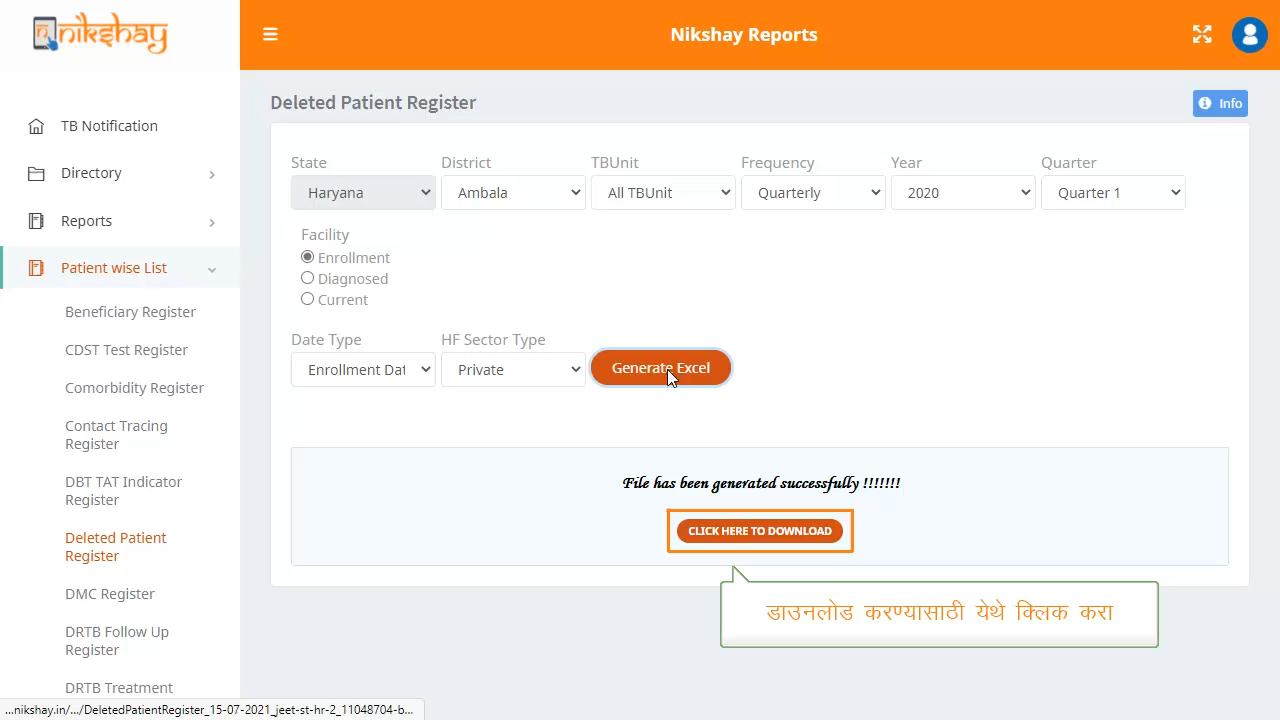 nikshay
Nikshay Reports
Deleted Patient Register
Info
TB Notification
Directory
Reports
Patient wise List
Beneficiary Register
CDST Test Register
Comorbidity Register
Contact Tracing
Register
DBT TAT Indicator
Register
Deleted Patient
Register
DMC Register
DRTB Follow Up
Register
DRTB Treatment
State District TBUnit Frequency Year Quarter
Haryana Ambala All TBUnit Quarterly 2020 Quarter 1
Facility
Enrollment
Diagnosed
Current
Date Type HF Sector Type
Enrollment Dat Private Generate Excel
File has been generated successfully !!!!!!!
CLICK HERE TO DOWNLOAD
डाउनलोड करण्यासाठी येथे क्लिक करा
...nikshay.in/.../DeletedPatientRegister_15-07-2021_jeet-st-hr-2_11048704-b...